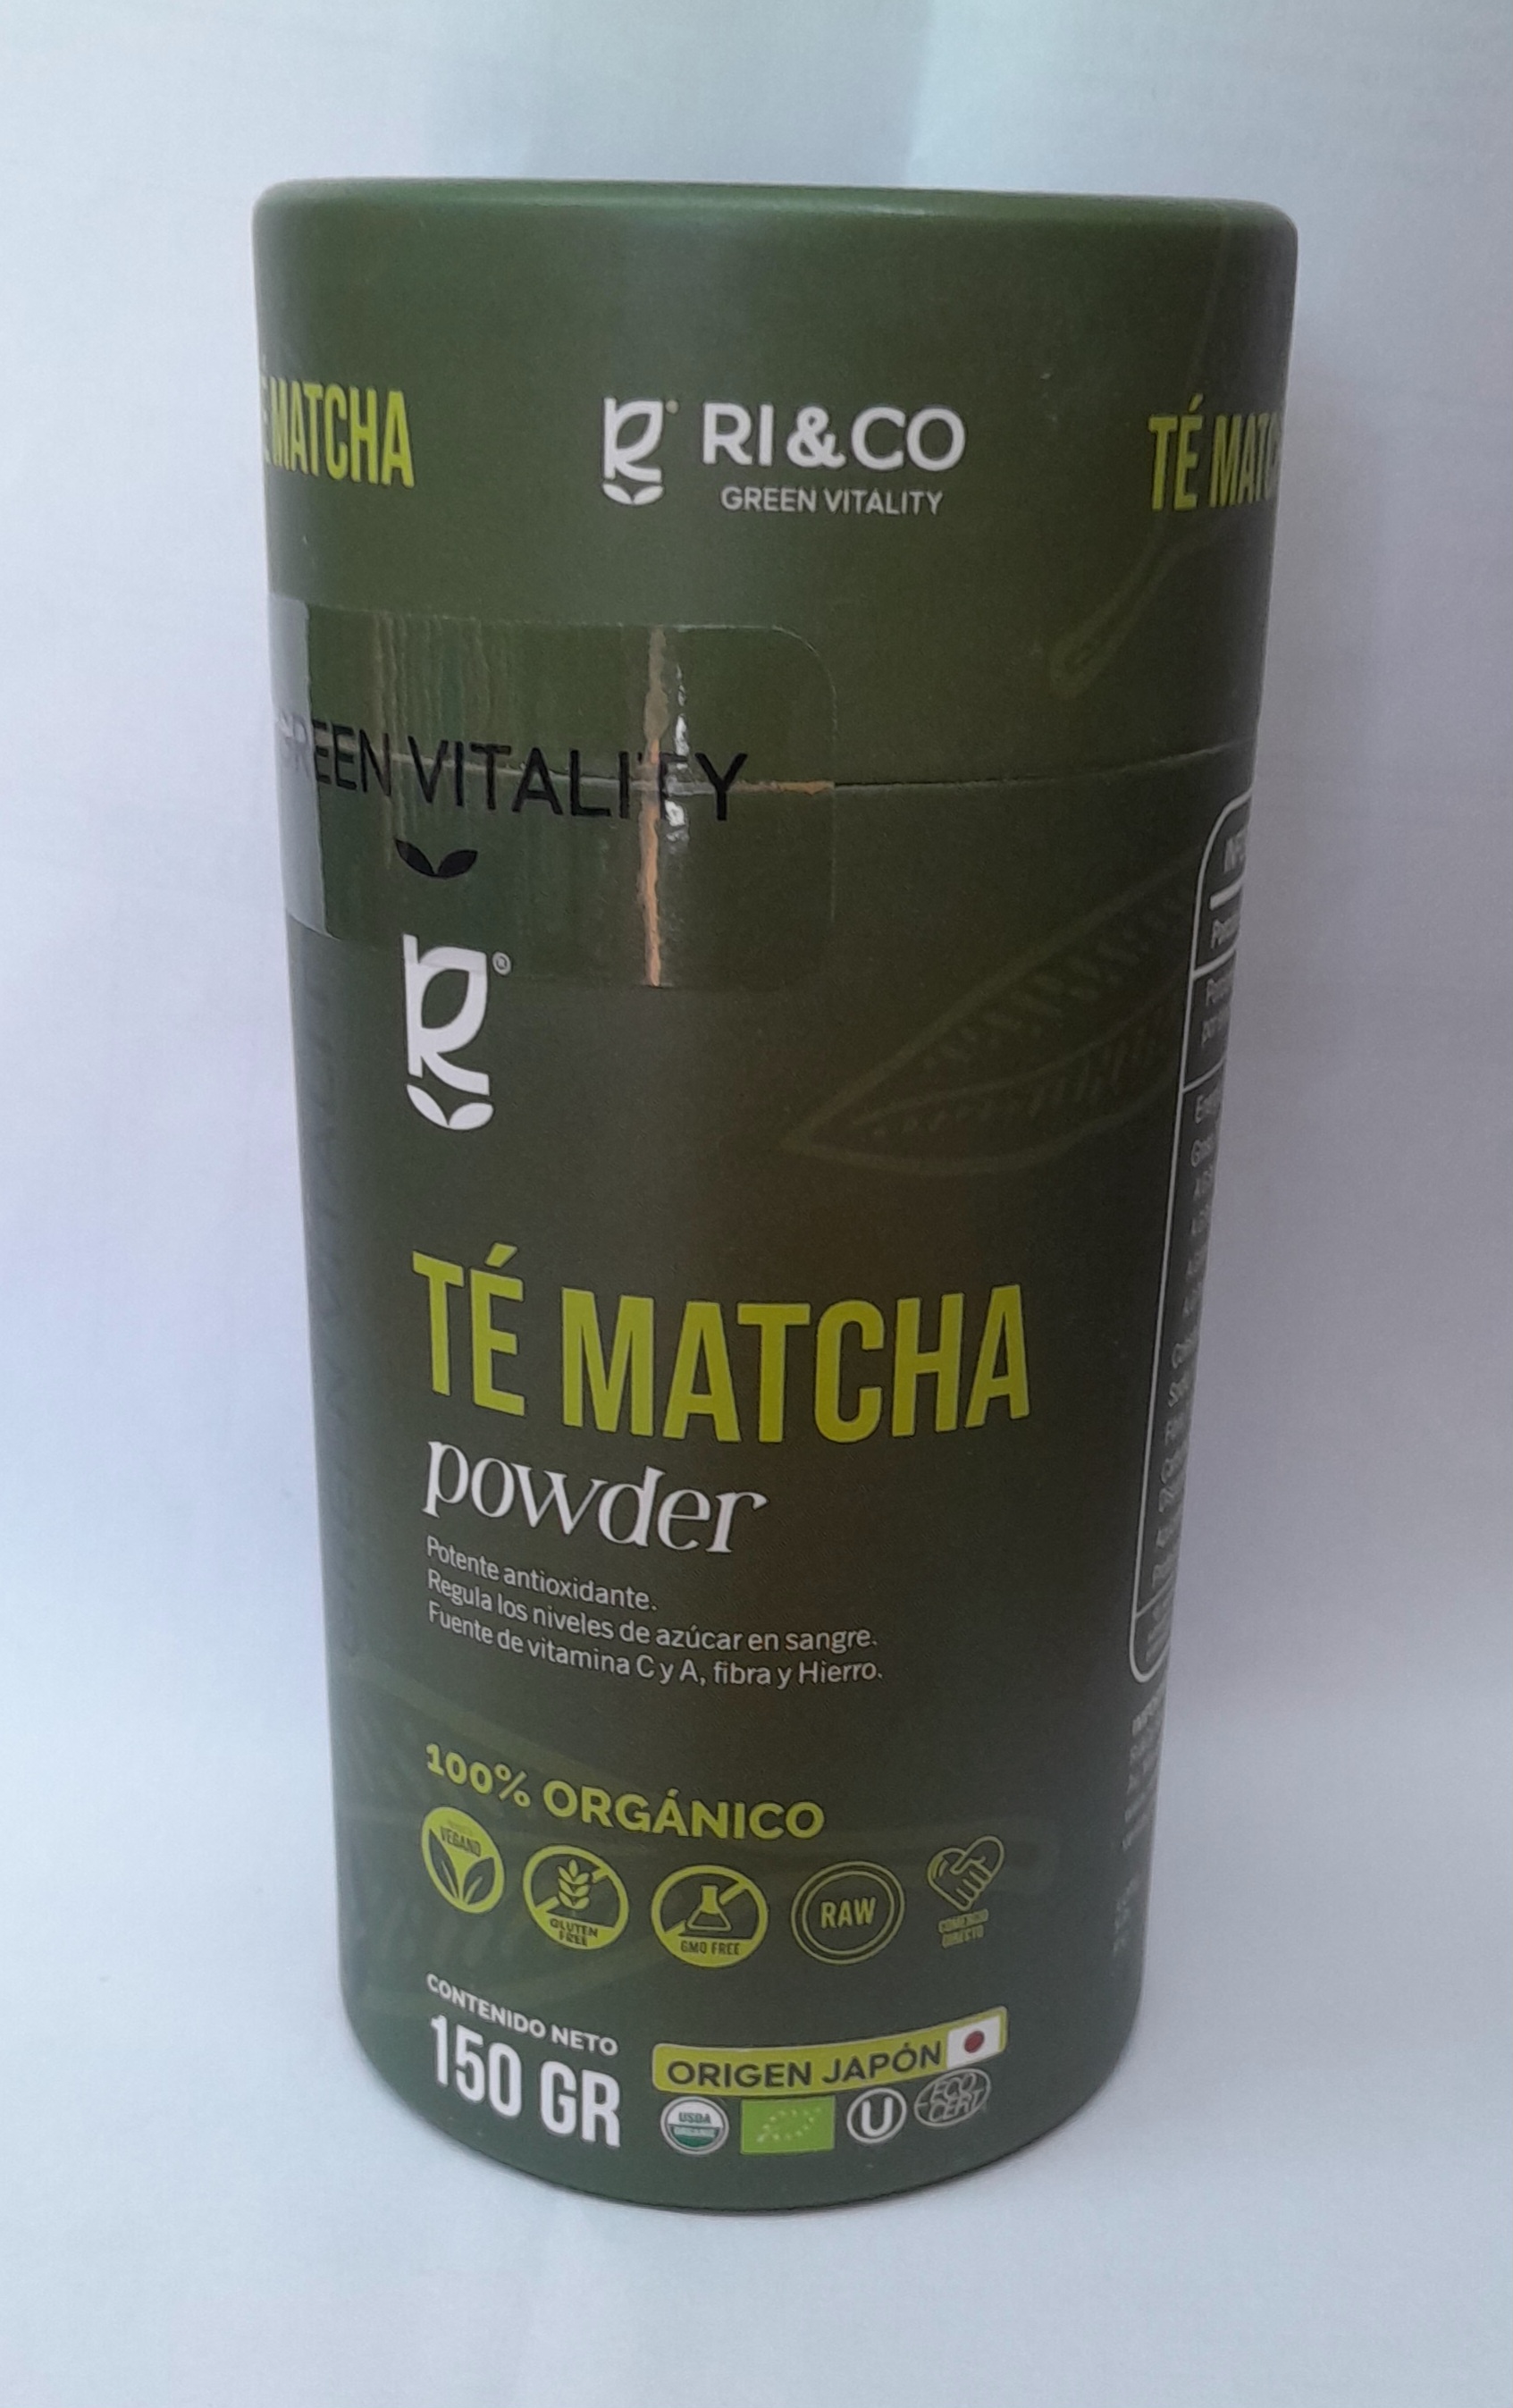 MATCHA
RI & CO
GREEN VITALITY
TÉ MATC
GREEN VITALITY
R®
TÉ MATCHA
powder
Potente antioxidante.
Regula los niveles de azúcar en sangre.
Fuente de vitamina C y A, fibra y Hierro.
100% ORGÁNICO
VEGANO
GLUTEN
FREE
GMO FREE
RAW
COMERCIO
DIRECTO
CONTENIDO NETO
150 GR
ORIGEN JAPÓN
USDA
ORGANIC
U
ECO
CERT